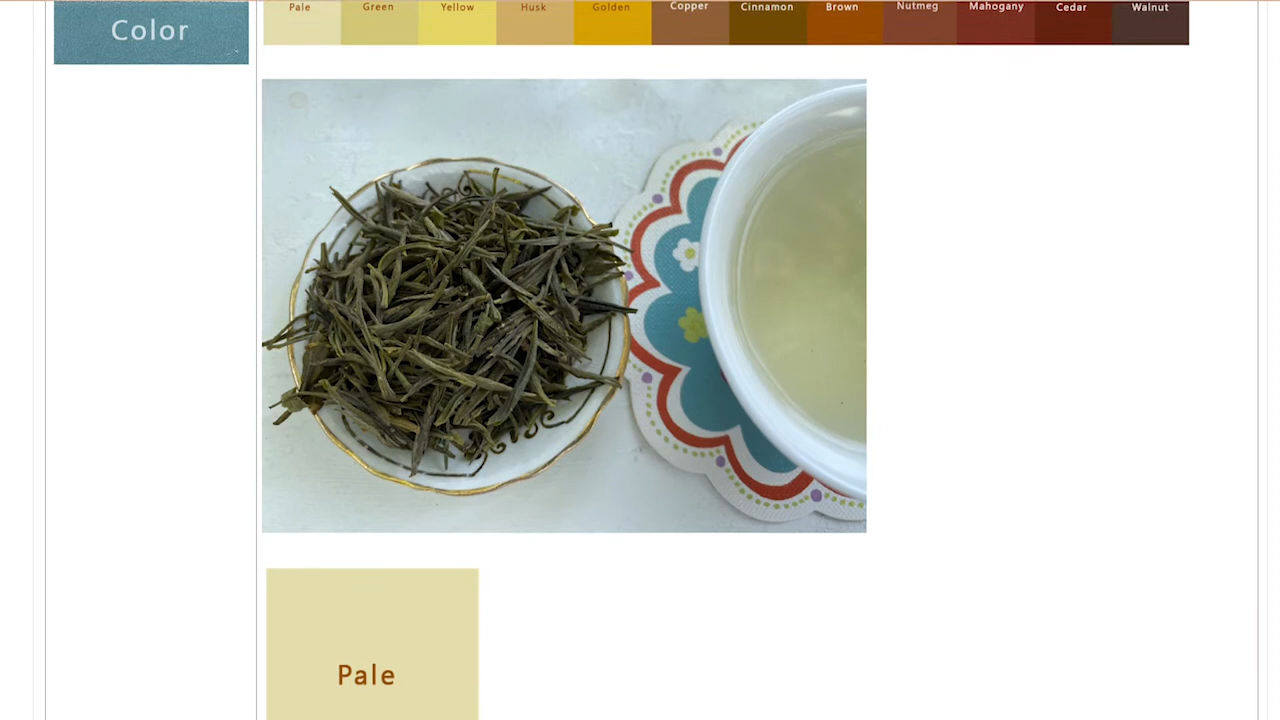 Color
Pale Green Yellow Husk Golden Copper Cinnamon Brown Nutmeg Mahogany Cedar Walnut
Pale